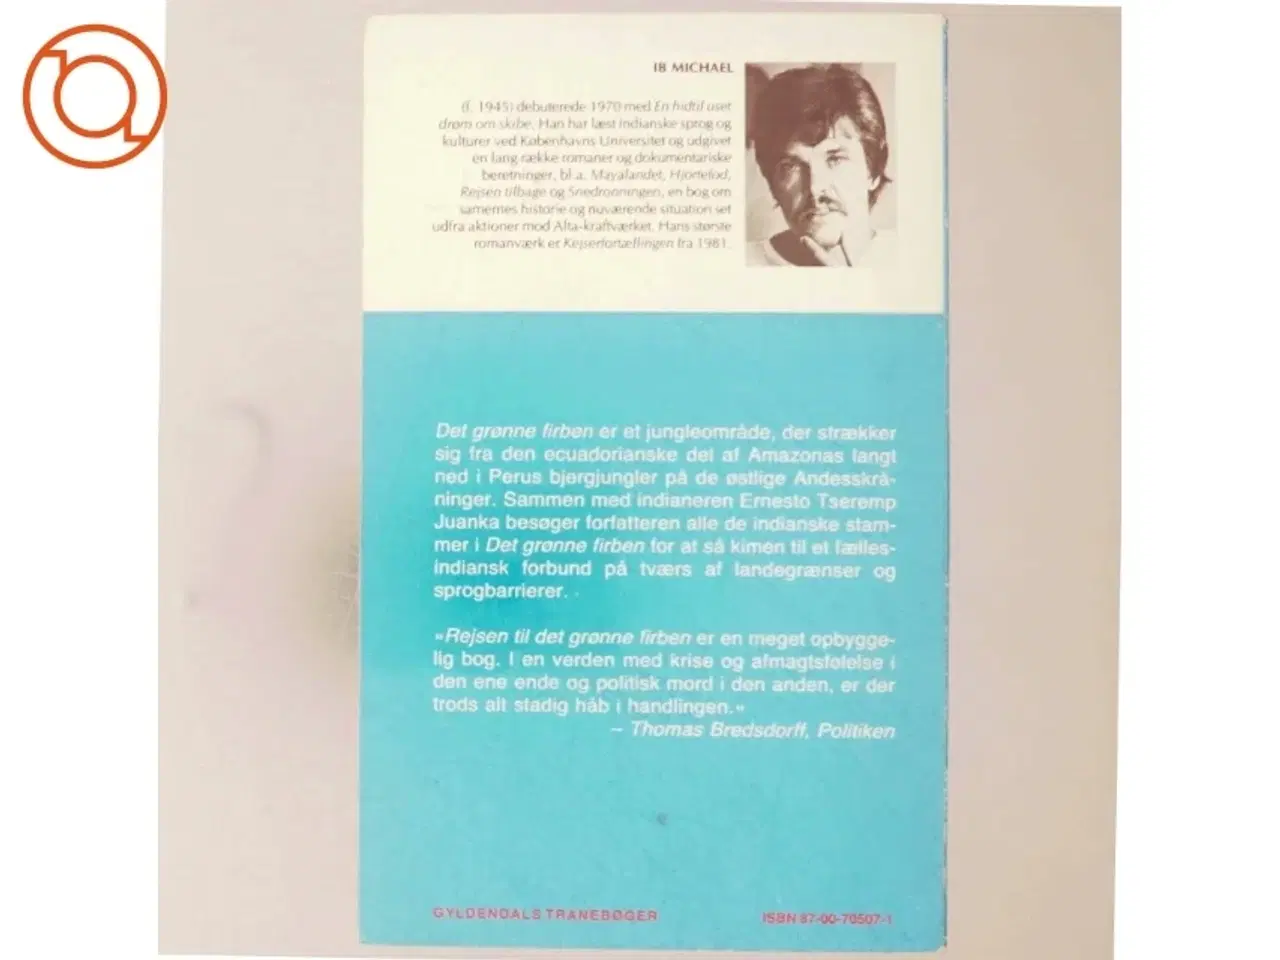 IB MICHAEL
(f. 1945) debuterede 1970 med En hidtil uset
drøm om skibe. Han har læst indianske sprog og
kulturer ved Københavns Universitet og udgivet
en lang række romaner og dokumentariske
beretninger, bl.a. Mayalandet, Hjortefod,
Rejsen tilbage og Snedronningen, en bog om
samernes historie og nuværende situation set
udfra aktioner mod Alta-kraftværket. Hans største
romanværk er Kejserfortællingen fra 1981.
Det grønne firben er et jungleområde, der strækker
sig fra den ecuadorianske del af Amazonas langt
ned i Perus bjergjungler på de østlige Andesskrå-
ninger. Sammen med indianeren Ernesto Tseremp
Juanka besøger forfatteren alle de indianske stam-
mer i Det grønne firben for at så kimen til et fælles-
indiansk forbund på tværs af landegrænser og
sprogbarrierer.
»Rejsen til det grønne firben er en meget opbygge-
lig bog. I en verden med krise og afmagtsfølelse i
den ene ende og politisk mord i den anden, er der
trods alt stadig håb i handlingen.«
– Thomas Bredsdorff, Politiken
GYLDENDALS TRANEBØGER
ISBN 87-00-70507-1